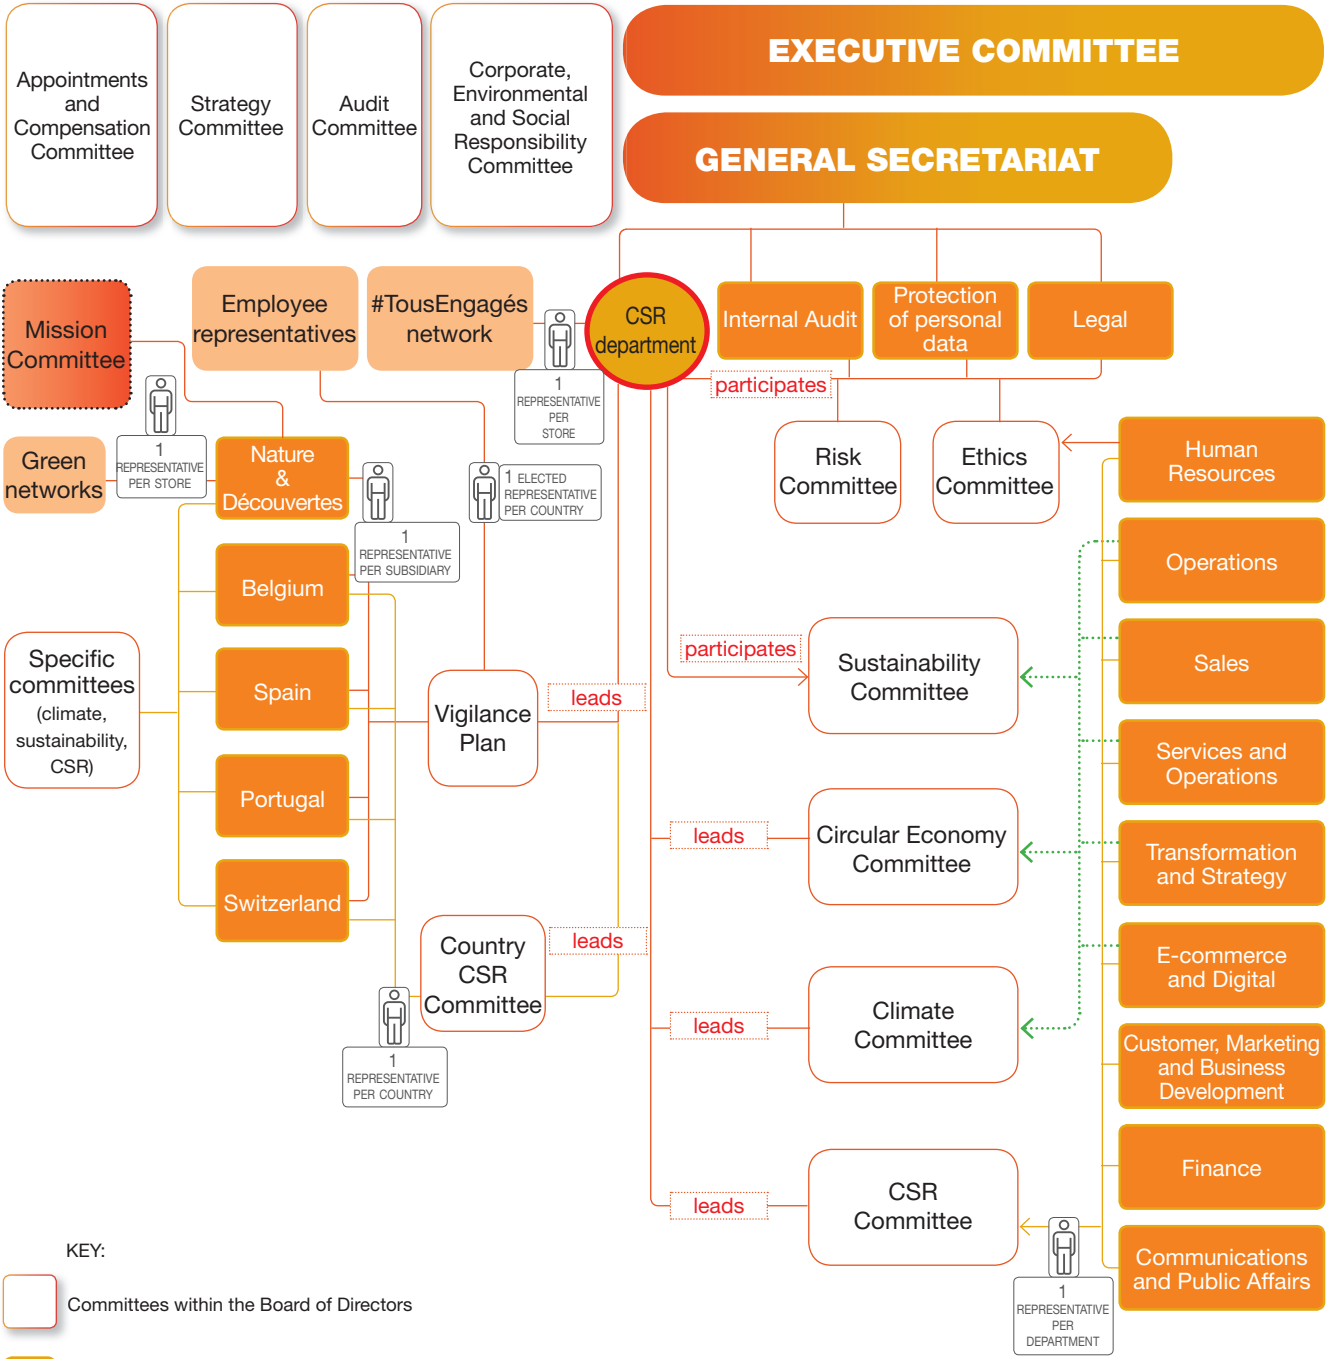 Appointments
and
Compensation
Committee
Strategy
Committee
Audit
Committee
Corporate,
Environmental
and Social
Responsibility
Committee
EXECUTIVE COMMITTEE
GENERAL SECRETARIAT
Mission
Committee
Employee
representatives
#TousEngagés
network
CSR
department
Internal Audit
Protection
of personal
data
Legal
1
REPRESENTATIVE
PER
STORE
participates
Green
networks
1
REPRESENTATIVE
PER STORE
Nature
&
Découvertes
1 ELECTED
REPRESENTATIVE
PER COUNTRY
1
REPRESENTATIVE
PER SUBSIDIARY
Risk
Committee
Ethics
Committee
Human
Resources
Operations
Belgium
Specific
committees
(climate,
sustainability,
CSR)
Spain
Vigilance
Plan
leads
participates
Sustainability
Committee
Sales
Services and
Operations
Portugal
leads
Circular Economy
Committee
Transformation
and Strategy
Switzerland
Country
CSR
Committee
leads
E-commerce
and Digital
1
REPRESENTATIVE
PER COUNTRY
leads
Climate
Committee
Customer, Marketing
and Business
Development
Finance
leads
CSR
Committee
Communications
and Public Affairs
1
REPRESENTATIVE
PER
DEPARTMENT
KEY:
Committees within the Board of Directors